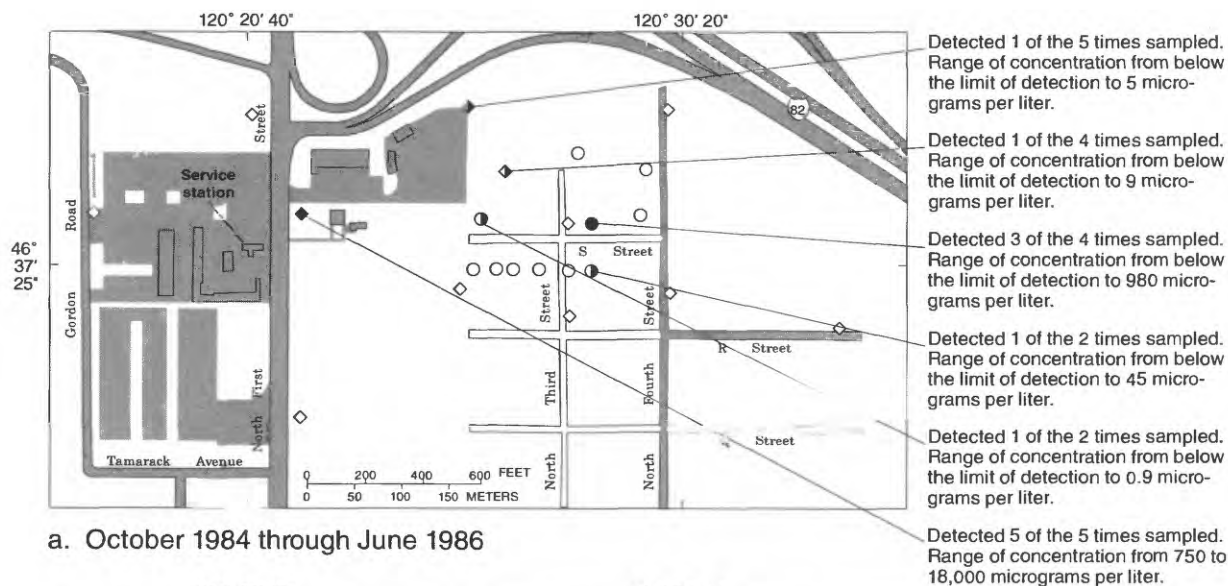 120° 20' 40"
120° 30' 20"
Detected 1 of the 5 times sampled.
Range of concentration from below
the limit of detection to 5 micro-
grams per liter.
82
Street
Detected 1 of the 4 times sampled.
Range of concentration from below
the limit of detection to 9 micro-
grams per liter.
Service
station
Road
46°
37'
25"
S Street
Detected 3 of the 4 times sampled.
Range of concentration from below
the limit of detection to 980 micro-
grams per liter.
Gordon
Street
Street
R Street
Detected 1 of the 2 times sampled.
Range of concentration from below
the limit of detection to 45 micro-
grams per liter.
First
Third
Fourth
North
Street
Detected 1 of the 2 times sampled.
Range of concentration from below
the limit of detection to 0.9 micro-
grams per liter.
Tamarack Avenue
North
North
0 200 400 600 FEET
0 50 100 150 METERS
a. October 1984 through June 1986
Detected 5 of the 5 times sampled.
Range of concentration from 750 to
18,000 micrograms per liter.